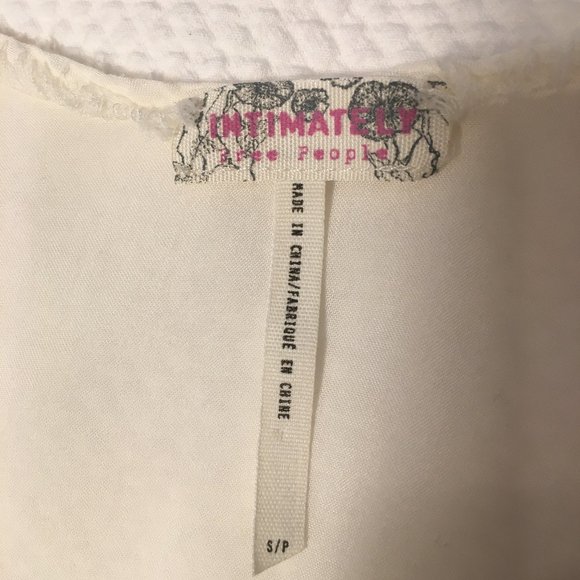 INTIMATELY
Free People
MADE IN CHINA/FABRIQUÉ EN CHINE
S/P